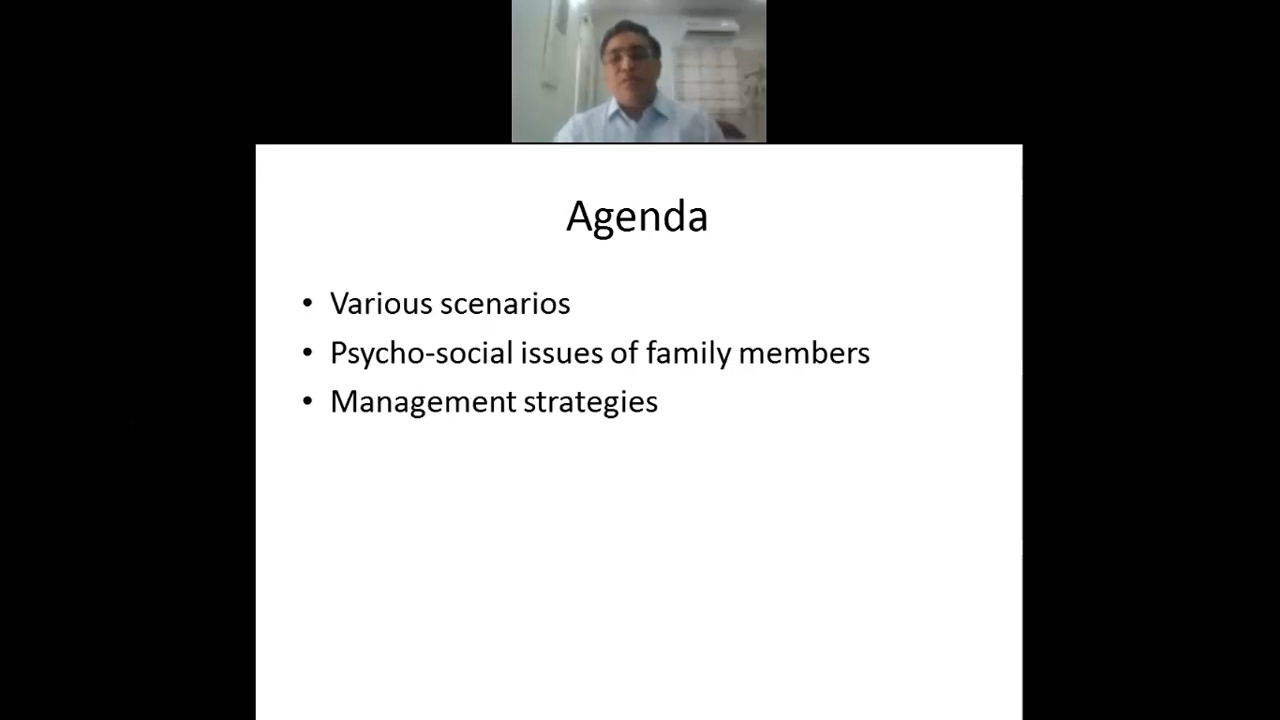 Agenda
• Various scenarios
• Psycho-social issues of family members
• Management strategies